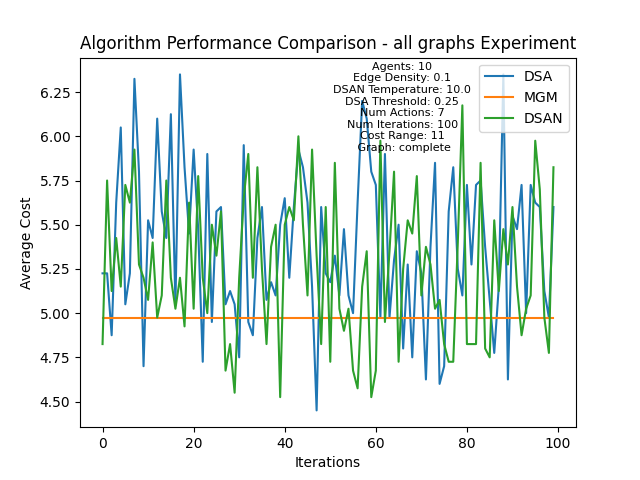 Algorithm Performance Comparison - all graphs Experiment
Agents: 10
Edge Density: 0.1
DSAN Temperature: 10.0
DSA Threshold: 0.25
Num Actions: 7
Num Iterations: 100
Cost Range: 11
Graph: complete
DSA
MGM
DSAN
Average Cost
6.25
6.00
5.75
5.50
5.25
5.00
4.75
4.50
0 20 40 60 80 100
Iterations